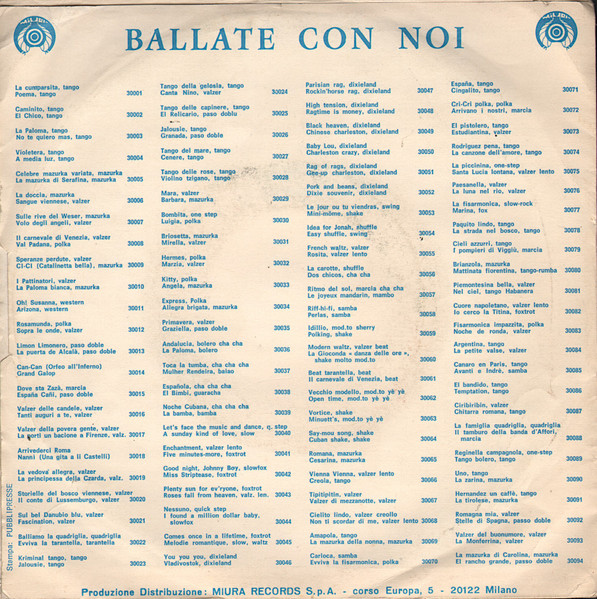 BALLATE CON NOI
La cumparsita, tango
Poema, tango 30001
Caminito, tango
El Chico, tango 30002
La Paloma, tango
No te quiero mas, tango 30003
Violetera, tango
A media luz, tango 30004
Celebre mazurka variata, mazurka
La mazurka di Serafina, mazurka 30005
La doccia, mazurka
Sangue viennese, valzer 30006
Sulle rive del Weser, mazurka
Volo degli angeli, valzer 30007
Il carnevale di Venezia, valzer
Val Padana, polka 30008
Speranze perdute, valzer
Ci-Ci (Catalinetta bella), mazurka 30009
I Pattinatori, valzer
La Paloma bianca, mazurka 30010
Oh! Susanna, western
Arizona, western 30011
Rosamunda, polka
Sopra le onde, valzer 30012
Limon Limonero, paso doble
La puerta de Alcalà, paso doble 30013
Can-Can (Orfeo all'Inferno)
Grand Galop 30014
Dove sta Zazà, marcia
España Cañi, paso doble 30015
Valzer delle candele, valzer
Tanti auguri a te, valzer 30016
Valzer della povera gente, valzer
La porti un bacione a Firenze, valz. 30017
Arrivederci Roma
Nannì (Una gita a li Castelli) 30018
La vedova allegra, valzer
La principessa della Czarda, valz. 30019
Storielle del bosco viennese, valzer
Il conte di Lussemburgo, valzer 30020
Sul bel Danubio blu, valzer
Fascination, valzer 30021
Balliamo la quadriglia, quadriglia
Evviva la tarantella, tarantella 30022
Kriminal tango, tango
Jalousie, tango 30023
Tango della gelosia, tango
Canta Nino, valzer 30024
Tango delle capinere, tango
El Relicario, paso doblu 30025
Jalousie, tango
Granada, paso doble 30026
Tango del mare, tango
Cenere, tango 30027
Tango delle rose, tango
Violino tzigano, tango 30028
Mara, valzer
Barbara, mazurka 30029
Bombita, one step
Luigia, polka 30030
Briosetta, mazurka
Mirella, valzer 30031
Hermes, polka
Marzia, valzer 30032
Kitty, polka
Angela, mazurka 30033
Express, Polka
Allegra brigata, mazurka 30034
Primavera, valzer
Graziella, paso doble 30035
Andalucia, bolero cha cha
La Paloma, bolero 30036
Toca la tumba, cha cha cha
Mulher Rendeira, baiao 30037
Española, cha cha cha
El Bimbi, guaracha 30038
Noche Cubana, cha cha cha
La bamba, bamba 30039
Let's face the music and dance, q. step
A sunday kind of love, slow 30040
Enchantment, valzer lento
Five minutes-more, foxtrot 30041
Good night, Johnny Boy, slowfox
Miss Striptease, foxtrot 30042
Plenty sun for ev'ryone, foxtrot
Roses fall from heaven, valz. len. 30043
Nessuno, quick step
I found a million dollar baby,
slowfox 30044
Comes once in a lifetime, foxtrot
Melodie romantique, slow, waltz 30045
You you you, dixieland
Vladivostok, dixieland 30046
Parisian rag, dixieland
Rockin'horse rag, dixieland 30047
High tension, dixieland
Ragtime is money, dixieland 30048
Black heaven, dixieland
Chinese charleston, dixieland 30049
Baby Lou, dixieland
Charleston crazy, dixieland 30050
Rag of rags, dixieland
Gee-up charleston, dixieland 30051
Pork and beans, dixieland
Dixie souvenir, dixieland 30052
Le jour ou tu viendras, swing
Mini-môme, shake 30053
Idea for Jonah, shuffle
Easy shuffle, swing 30054
French waltz, valzer
Rosita, valzer lento 30055
La carotte, shuffle
Dos chicos, cha cha 30056
Ritmo del sol, marcia cha cha
Le joyeux mandarin, mambo 30057
Riff-hi-fi, samba
Perlas, samba 30058
Idillio, mod.to sherry
Polking, shake 30059
Modern waltz, valzer beat
La Gioconda « danza delle ore »,
shake molto mod.to 30060
Beat tarantella, beat
Il carnevale di Venezia, beat 30061
Vecchio modello, mod.to yè yè
Open time, mod.to yè yè 30062
Vortice, shake
Minuett's, mod.to yè yè 30063
Say-mou song, shake
Cuban shake, shake 30064
Romana, mazurka
Cesarina, mazurka 30065
Vienna Vienna, valzer lento
Creola, tango 30066
Tipitipitin, valzer
Valzer di mezzanotte, valzer 30067
Cielito lindo, valzer creollo
Non ti scordar di me, valzer lento 30068
Amapola, tango
La mazurka della nonna, mazurka 30069
Carioca, samba
Evviva la fisarmonica, polka 30070
España, tango
Cingallto, tango 30071
Cri-Cri polka, polka
Arrivano i nostri, marcia 30072
El pistolero, tango
Estudiantina, valzer 30073
Rodriguez pena, tango
La canzone dell'amore, tango 30074
La piccinina, one-step
Santa Lucia lontana, valzer lento 30075
Paesanella, valzer
La luna nel rio, valzer 30076
La fisarmonica, slow-rock
Marina, fox 30077
Paquito lindo, tango
La strada nel bosco, tango 30078
Cieli azzurri, tango
I pompieri di Viggiù, marcia 30079
Brianzola, mazurka
Mattinata fiorentina, tango-rumba 30080
Piemontesina bella, valzer
Nel ciel, tango Habanera 30081
Cuore napoletano, valzer lento
Io cerco la Titina, foxtrot 30082
Fisarmonica impazzita, polka
Noche de ronda, valzer 30083
Argentina, tango
La petite valse, valzer 30084
Canaro en Paris, tango
Avanti e Indrè, samba 30085
El bandido, tango
Temptation, tango 30086
Ciribiribin, valzer
Chitarra romana, tango 30087
La famiglia quadriglia, quadriglia
Il tamburo della banda d'Affori,
marcia 30088
Reginella campagnola, one-step
Tango bolero, tango 30089
Uno, tango
La zarina, mazurka 30090
Hernandez un caffè, tango
La tirolese, mazurka 30091
Romagna mia, valzer
Stelle di Spagna, passo doble 30092
Valzer del buonumore, valzer
La Monferrina, valzer 30093
La mazurka di Carolina, mazurka
El rancho grande, passo doble 30094
Stampa: PUBBLIPRESSE
Produzione Distribuzione: MIURA RECORDS S.p.A. - corso Europa, 5 - 20122 Milano